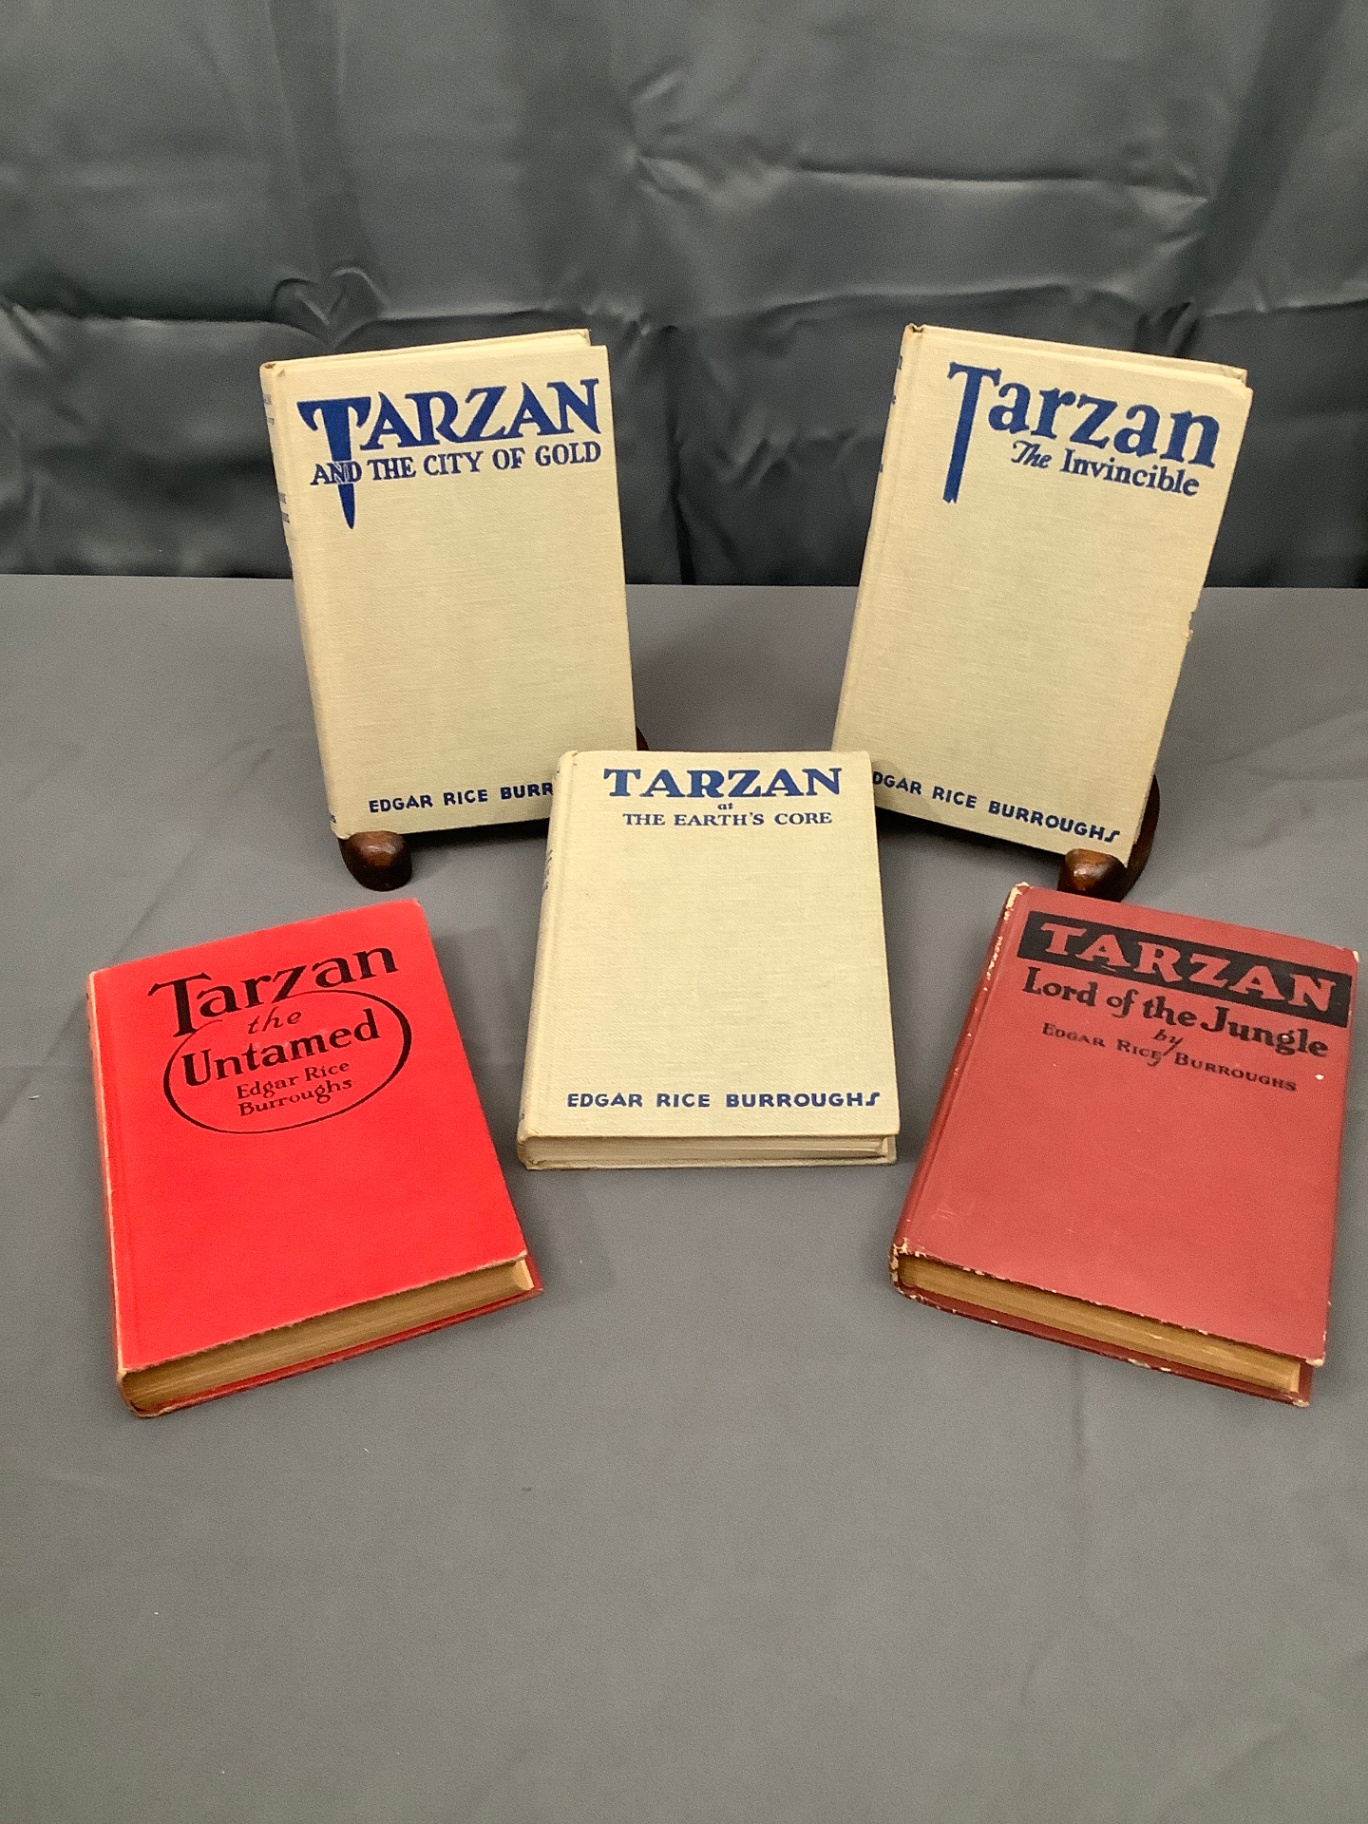 TARZAN
AND THE CITY OF GOLD
EDGAR RICE BURR
Tarzan
The Invincible
DGAR RICE BURROUGHS
TARZAN
at
THE EARTH'S CORE
EDGAR RICE BURROUGHS
Tarzan
the
Untamed
Edgar Rice
Burroughs
TARZAN
Lord of the Jungle
by
EDGAR RICE BURROUGHS